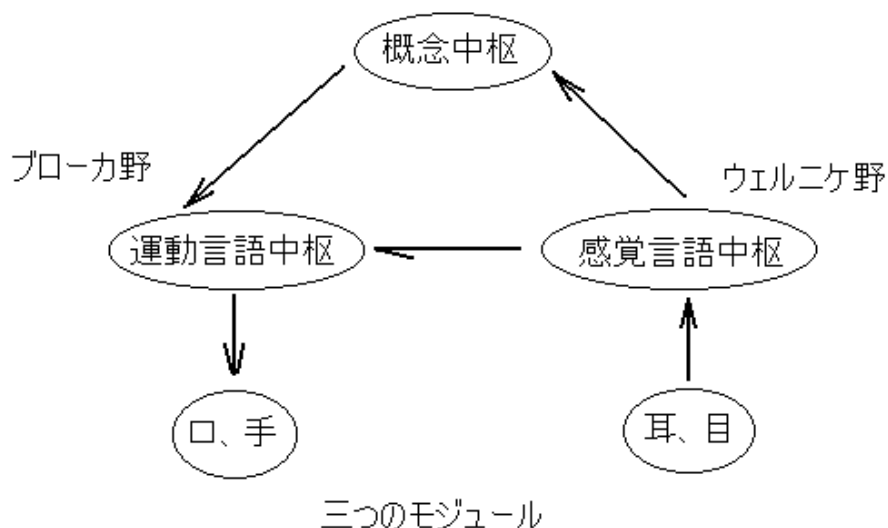 概念中枢
ブローカ野
ウェルニケ野
運動言語中枢
感覚言語中枢
口、手
耳、目
三つのモジュール